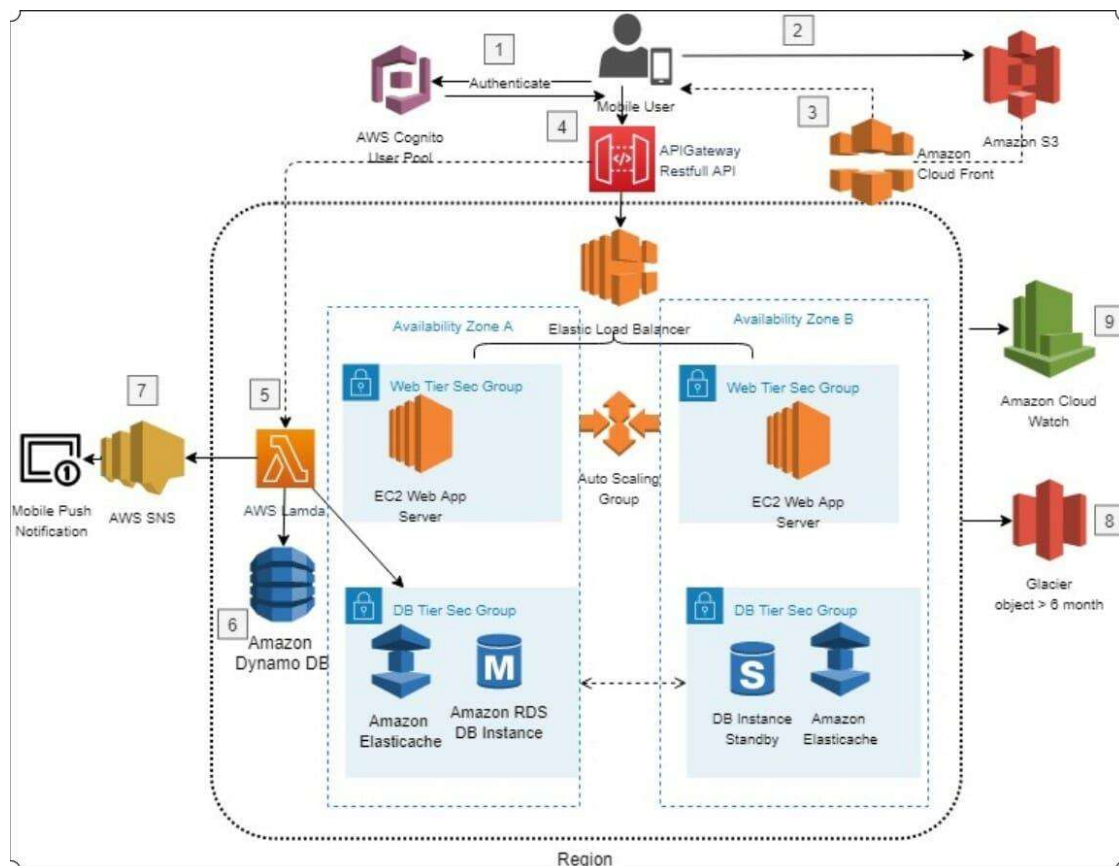 1
2
Authenticate
Mobile User
3
4
AWS Cognito
User Pool
APIGateway
Restfull API
Amazon
Cloud Front
Amazon S3
Elastic Load Balancer
Availability Zone A
Availability Zone B
Web Tier Sec Group
Web Tier Sec Group
9
Amazon Cloud
Watch
5
7
1
Mobile Push
Notification
AWS SNS
AWS Lamda
EC2 Web App
Server
Auto Scaling
Group
EC2 Web App
Server
8
Glacier
object > 6 month
6
Amazon
Dynamo DB
DB Tier Sec Group
DB Tier Sec Group
M
S
Amazon
Elasticache
Amazon RDS
DB Instance
DB Instance
Standby
Amazon
Elasticache
Region